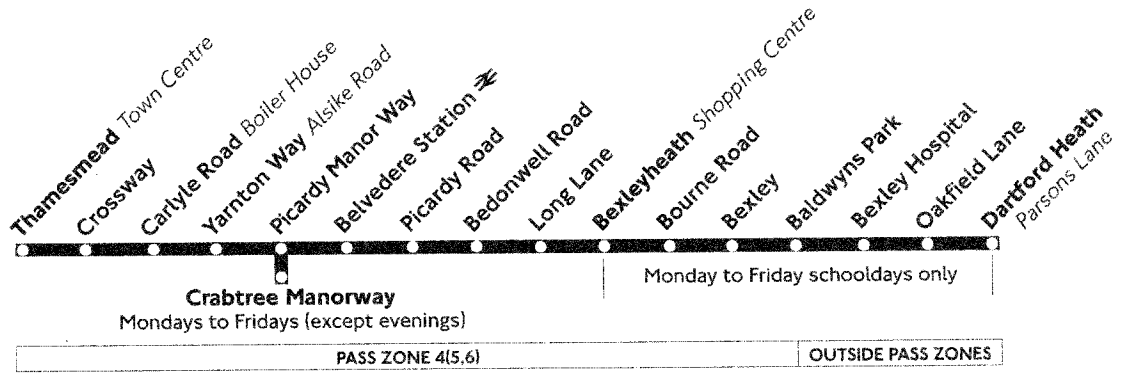 Thamesmead Town Centre
Crossway
Carlyle Road Boiler House
Yarnton Way Alsike Road
Picardy Manor Way
Belvedere Station
Picardy Road
Bedonwell Road
Long Lane
Bexleyheath Shopping Centre
Bourne Road
Bexley
Baldwyns Park
Bexley Hospital
Oakfield Lane
Dartford Heath
Parsons Lane
Monday to Friday schooldays only
Crabtree Manorway
Mondays to Fridays (except evenings)
PASS ZONE 4(5,6)
OUTSIDE PASS ZONES